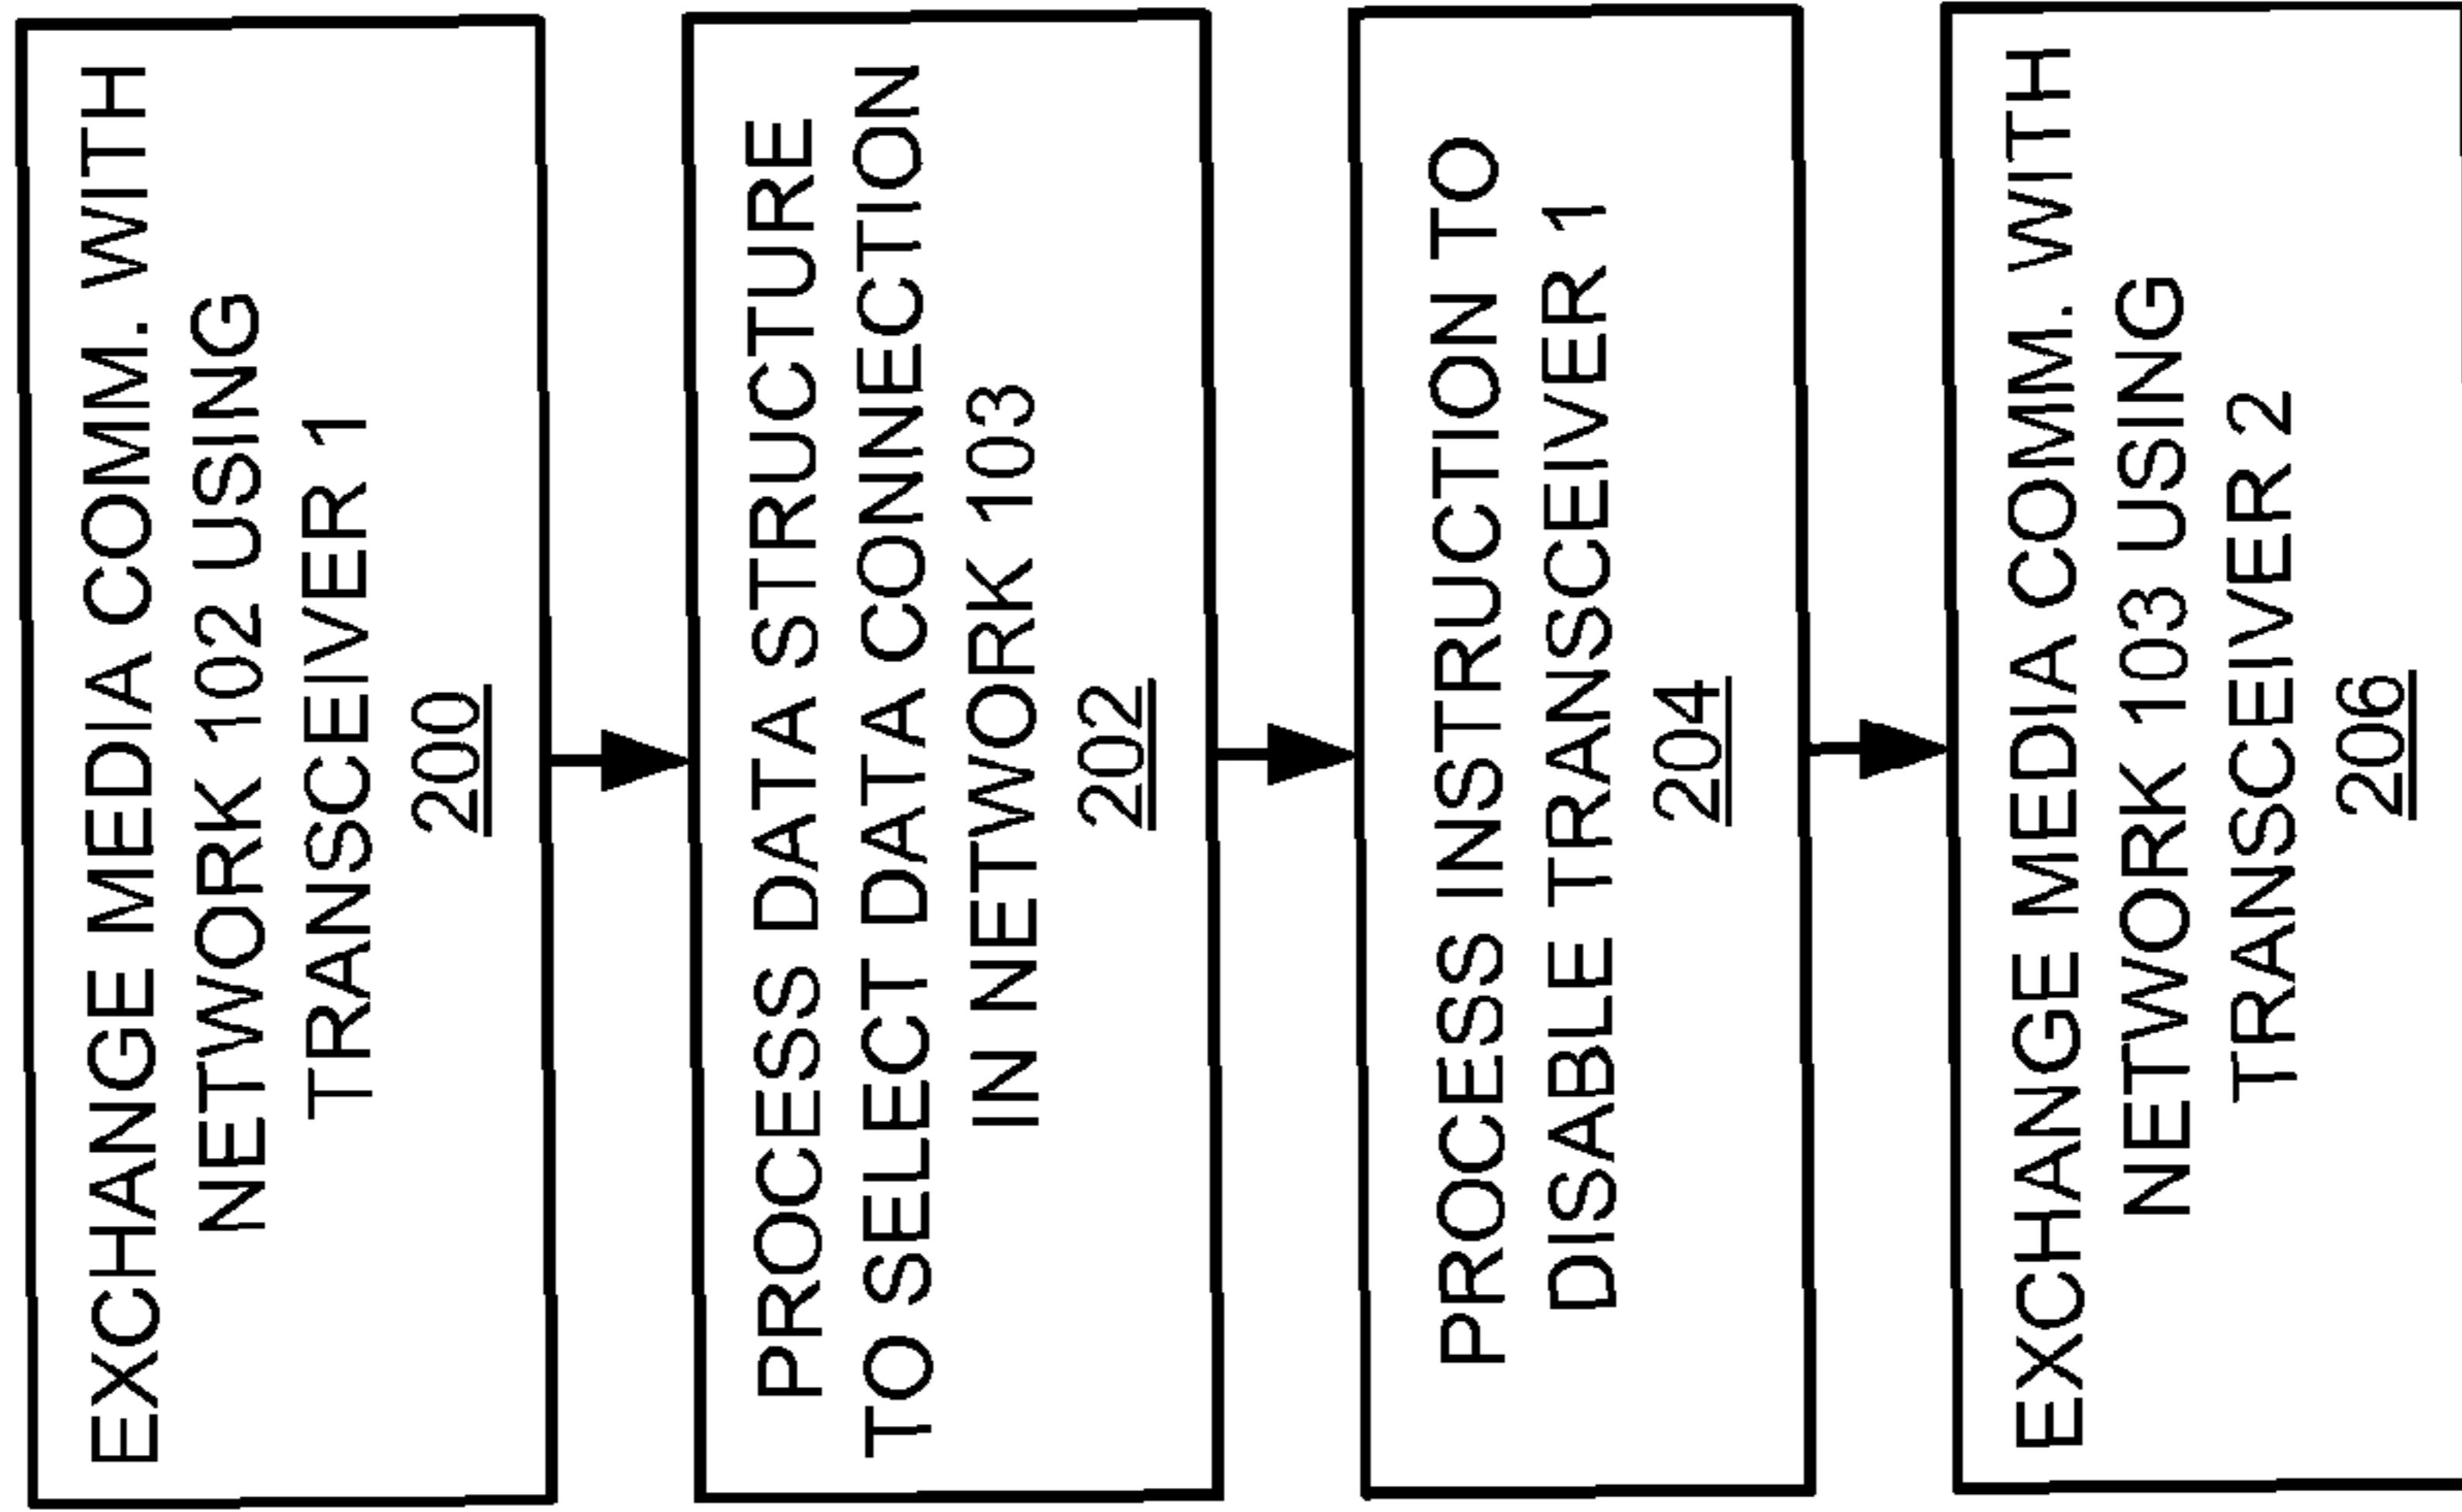 EXCHANGE MEDIA COMM. WITH
NETWORK 102 USING
TRANSCEIVER 1
200
PROCESS DATA STRUCTURE
TO SELECT DATA CONNECTION
IN NETWORK 103
202
PROCESS INSTRUCTION TO
DISABLE TRANSCEIVER 1
204
EXCHANGE MEDIA COMM. WITH
NETWORK 103 USING
TRANSCEIVER 2
206